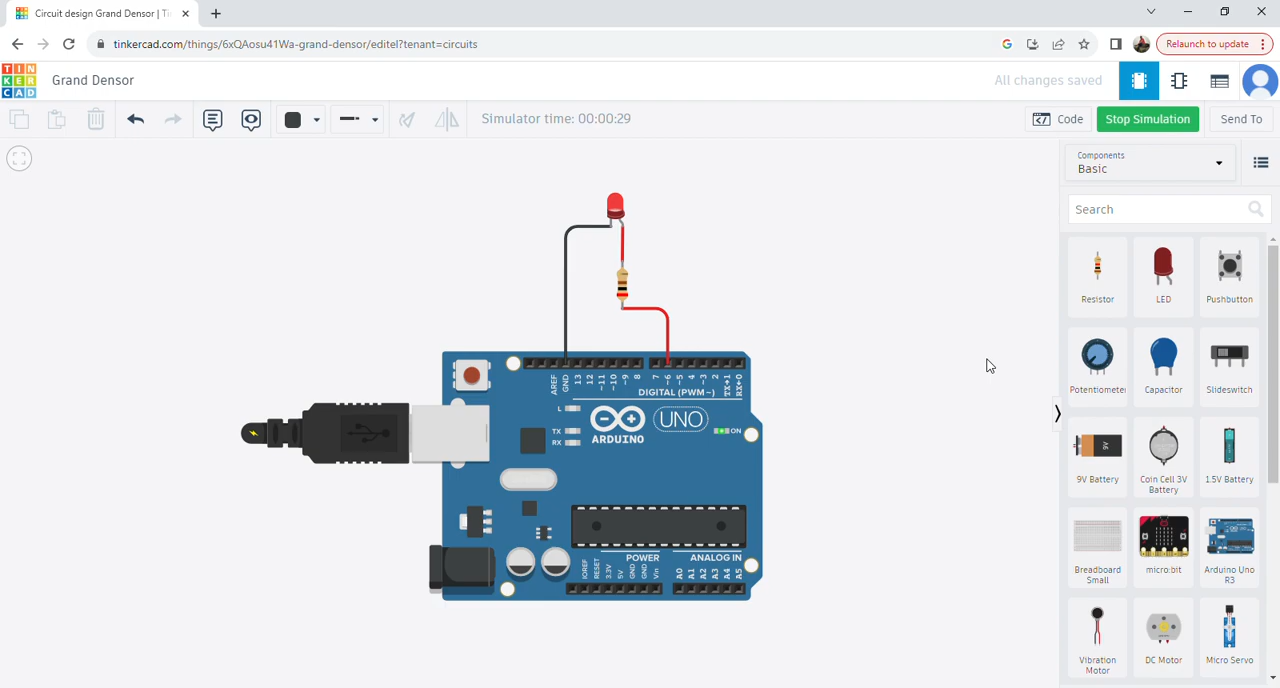 Circuit design Grand Densor | Ti
tinkercad.com/things/6xQAosu41Wa-grand-densor/editel?tenant=circuits
Relaunch to update
TIN
KER
CAD
Grand Densor
All changes saved
Simulator time: 00:00:29
Code
Stop Simulation
Send To
Components
Basic
Search
Resistor
LED
Pushbutton
Potentiometer
Capacitor
Slideswitch
9V
9V Battery
Coin Cell 3V
Battery
1.5V Battery
Breadboard
Small
micro:bit
Arduino Uno
R3
Vibration
Motor
DC Motor
Micro Servo
AREF
GND
13
12
~11
~10
~9
8
7
~6
~5
4
~3
2
TX→1
RX←0
DIGITAL (PWM~)
L
TX
RX
ARDUINO
UNO
ON
POWER
ANALOG IN
IOREF
RESET
3.3V
5V
GND
GND
Vin
A0
A1
A2
A3
A4
A5